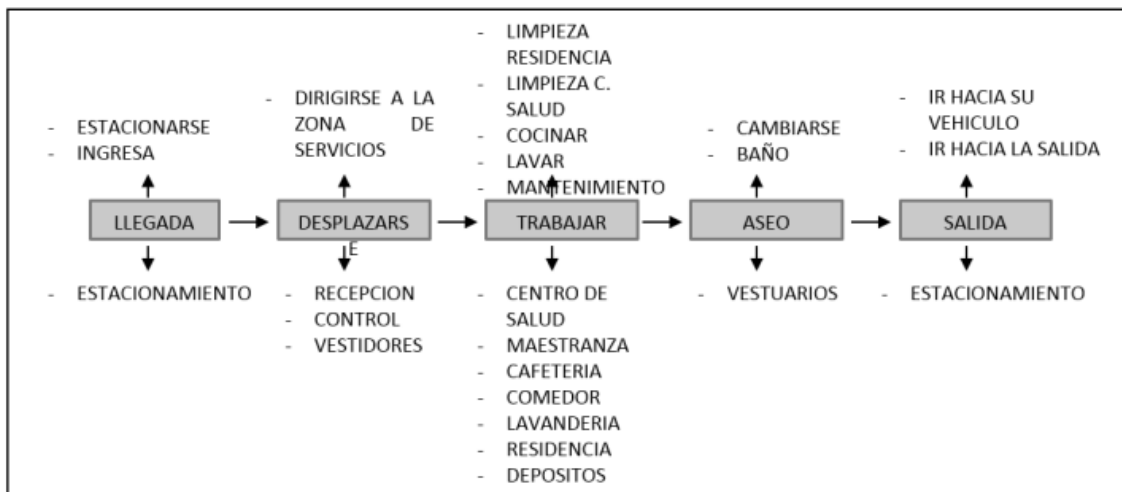 - LIMPIEZA
RESIDENCIA
- LIMPIEZA C.
SALUD
- COCINAR
- LAVAR
- MANTENIMIENTO
- DIRIGIRSE A LA
ZONA DE
SERVICIOS
- ESTACIONARSE
- INGRESA
- CAMBIARSE
- BAÑO
- IR HACIA SU
VEHICULO
- IR HACIA LA SALIDA
LLEGADA
DESPLAZARS
E
TRABAJAR
ASEO
SALIDA
- ESTACIONAMIENTO
- RECEPCION
- CONTROL
- VESTIDORES
- CENTRO DE
SALUD
- MAESTRANZA
- CAFETERIA
- COMEDOR
- LAVANDERIA
- RESIDENCIA
- DEPOSITOS
- VESTUARIOS
- ESTACIONAMIENTO